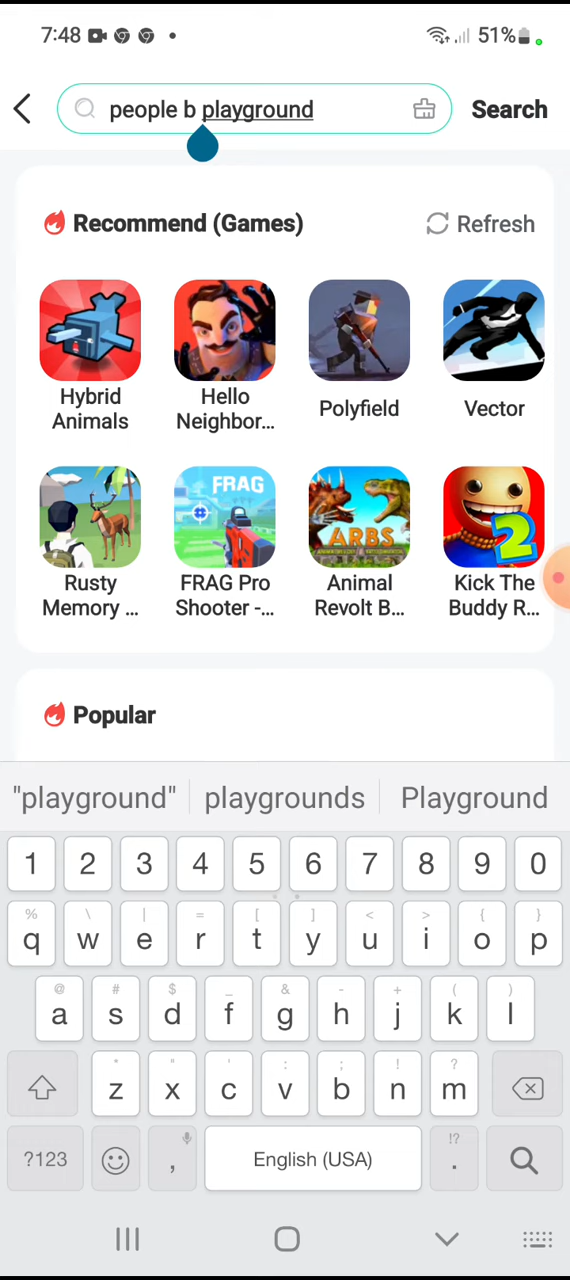 7:48 51%
people b playground Search
Recommend (Games) Refresh
FRAG
ARBS
2
Hybrid Animals
Hello Neighbor...
Polyfield
Vector
Rusty Memory ...
FRAG Pro Shooter -...
Animal Revolt B...
Kick The Buddy R...
Popular
"playground" playgrounds Playground
1 2 3 4 5 6 7 8 9 0
% \ | = [ ] < > { }
q w e r t y u i o p
@ # $ _ & - + ( )
a s d f g h j k l
* " ' : ; ! ?
z x c v b n m
!?
?123 , English (USA) .